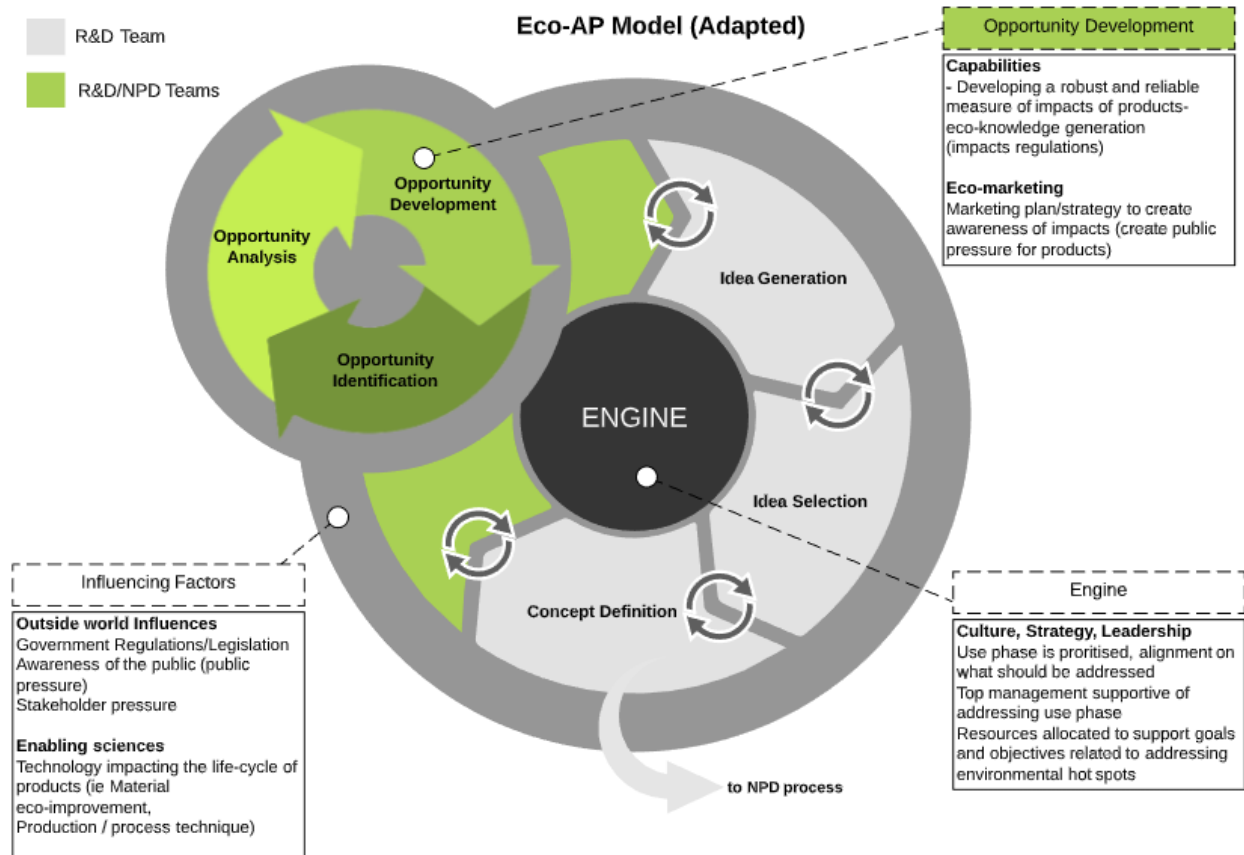 Eco-AP Model (Adapted)
R&D Team
R&D/NPD Teams
Opportunity Development
Capabilities
- Developing a robust and reliable
measure of impacts of products-
eco-knowledge generation
(impacts regulations)
Eco-marketing
Marketing plan/strategy to create
awareness of impacts (create public
pressure for products)
Opportunity
Development
Opportunity
Analysis
Opportunity
Identification
Idea Generation
ENGINE
Idea Selection
Concept Definition
to NPD process
Influencing Factors
Outside world Influences
Government Regulations/Legislation
Awareness of the public (public
pressure)
Stakeholder pressure
Enabling sciences
Technology impacting the life-cycle of
products (ie Material
eco-improvement,
Production / process technique)
Engine
Culture, Strategy, Leadership
Use phase is proritised, alignment on
what should be addressed
Top management supportive of
addressing use phase
Resources allocated to support goals
and objectives related to addressing
environmental hot spots